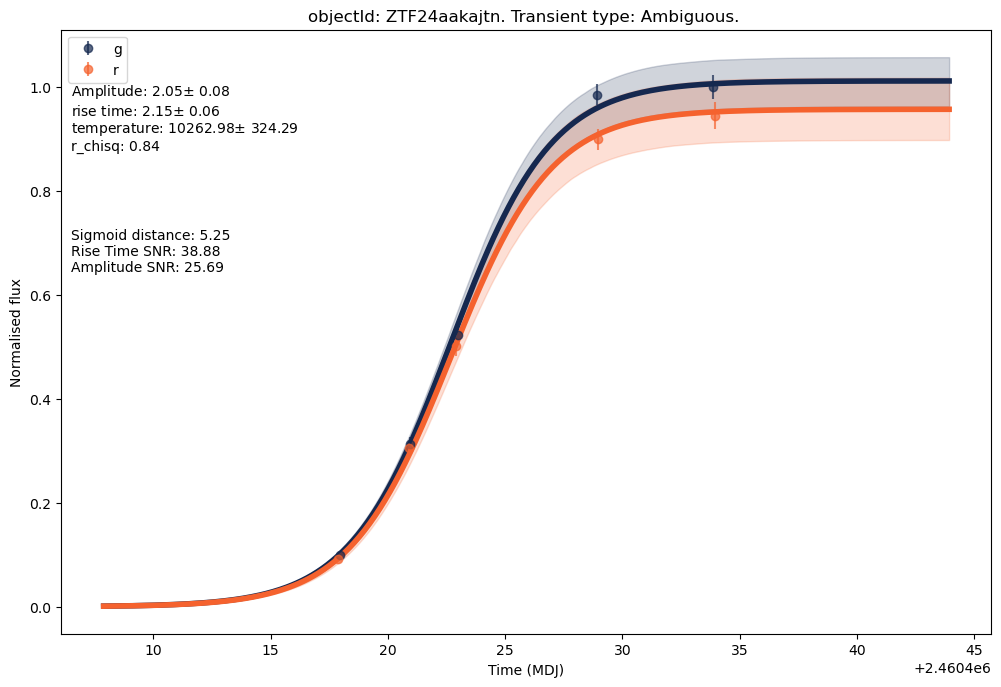 objectId: ZTF24aakajtn. Transient type: Ambiguous.
g
r
Amplitude: 2.05± 0.08
rise time: 2.15± 0.06
temperature: 10262.98± 324.29
r_chisq: 0.84
Sigmoid distance: 5.25
Rise Time SNR: 38.88
Amplitude SNR: 25.69
Normalised flux
1.0
0.8
0.6
0.4
0.2
0.0
10 15 20 25 30 35 40 45
+2.4604e6
Time (MDJ)